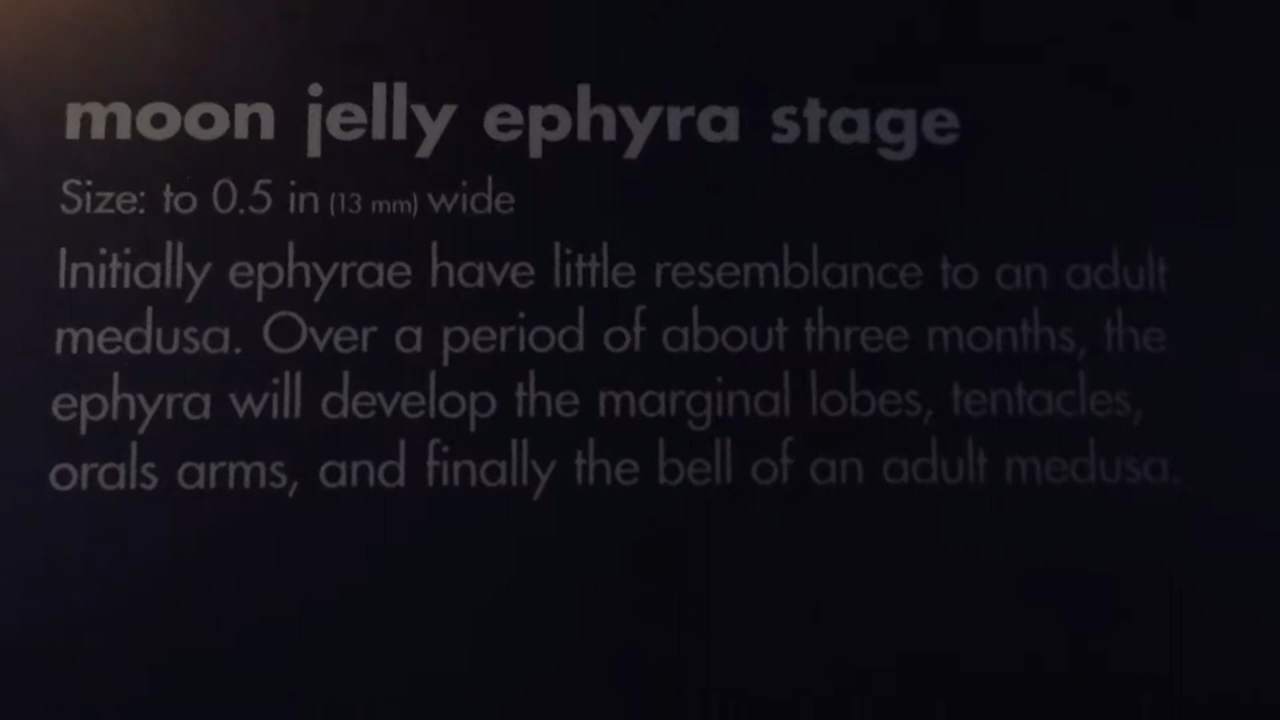 moon jelly ephyra stage
Size: to 0.5 in (13 mm) wide
Initially ephyrae have little resemblance to an adult
medusa. Over a period of about three months, the
ephyra will develop the marginal lobes, tentacles,
orals arms, and finally the bell of an adult medusa.